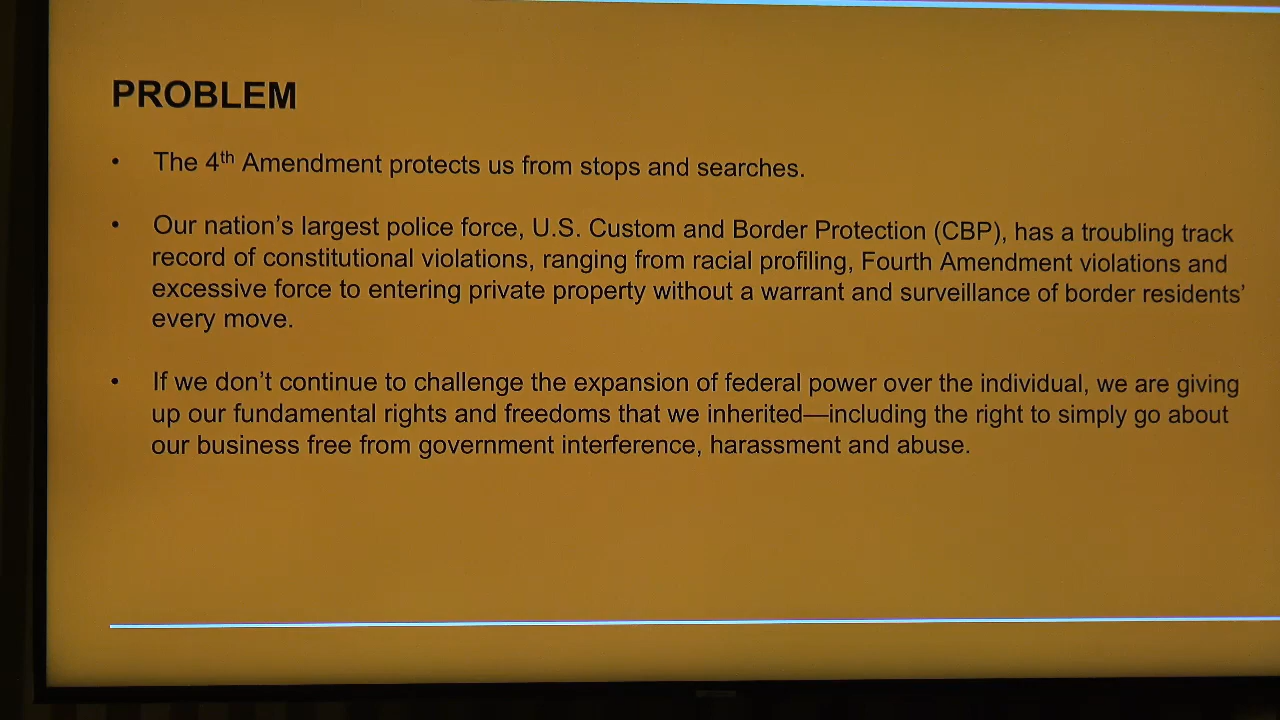 PROBLEM
• The 4th Amendment protects us from stops and searches.
• Our nation's largest police force, U.S. Custom and Border Protection (CBP), has a troubling track
record of constitutional violations, ranging from racial profiling, Fourth Amendment violations and
excessive force to entering private property without a warrant and surveillance of border residents'
every move.
• If we don't continue to challenge the expansion of federal power over the individual, we are giving
up our fundamental rights and freedoms that we inherited—including the right to simply go about
our business free from government interference, harassment and abuse.